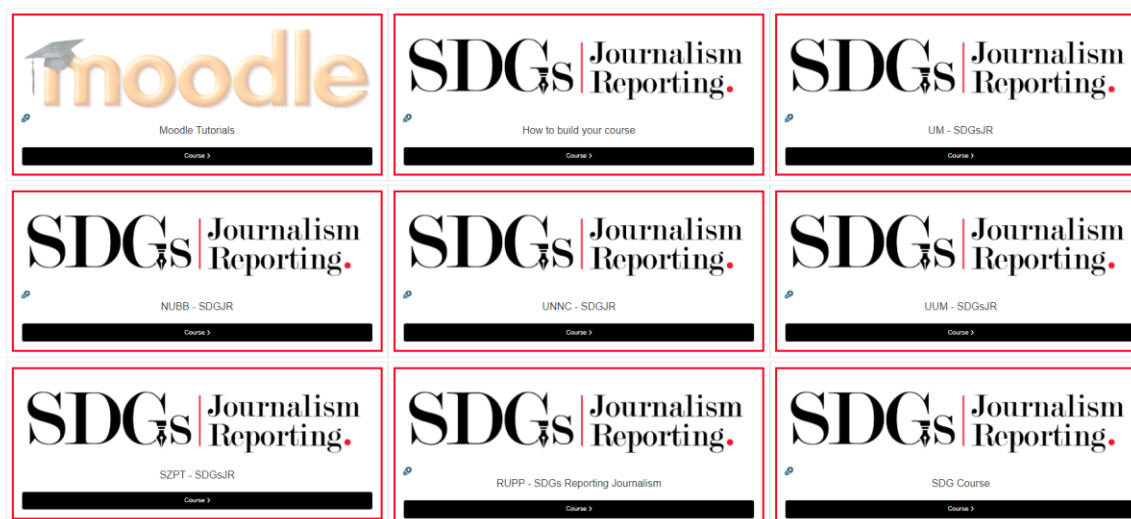 moodle
Moodle Tutorials
Course ❯
SDGs | Journalism
Reporting.
How to build your course
Course ❯
SDGs | Journalism
Reporting.
UM - SDGsJR
Course ❯
SDGs | Journalism
Reporting.
NUBB - SDGJR
Course ❯
SDGs | Journalism
Reporting.
UNNC - SDGJR
Course ❯
SDGs | Journalism
Reporting.
UUM - SDGsJR
Course ❯
SDGs | Journalism
Reporting.
SZPT - SDGsJR
Course ❯
SDGs | Journalism
Reporting.
RUPP - SDGs Reporting Journalism
Course ❯
SDGs | Journalism
Reporting.
SDG Course
Course ❯